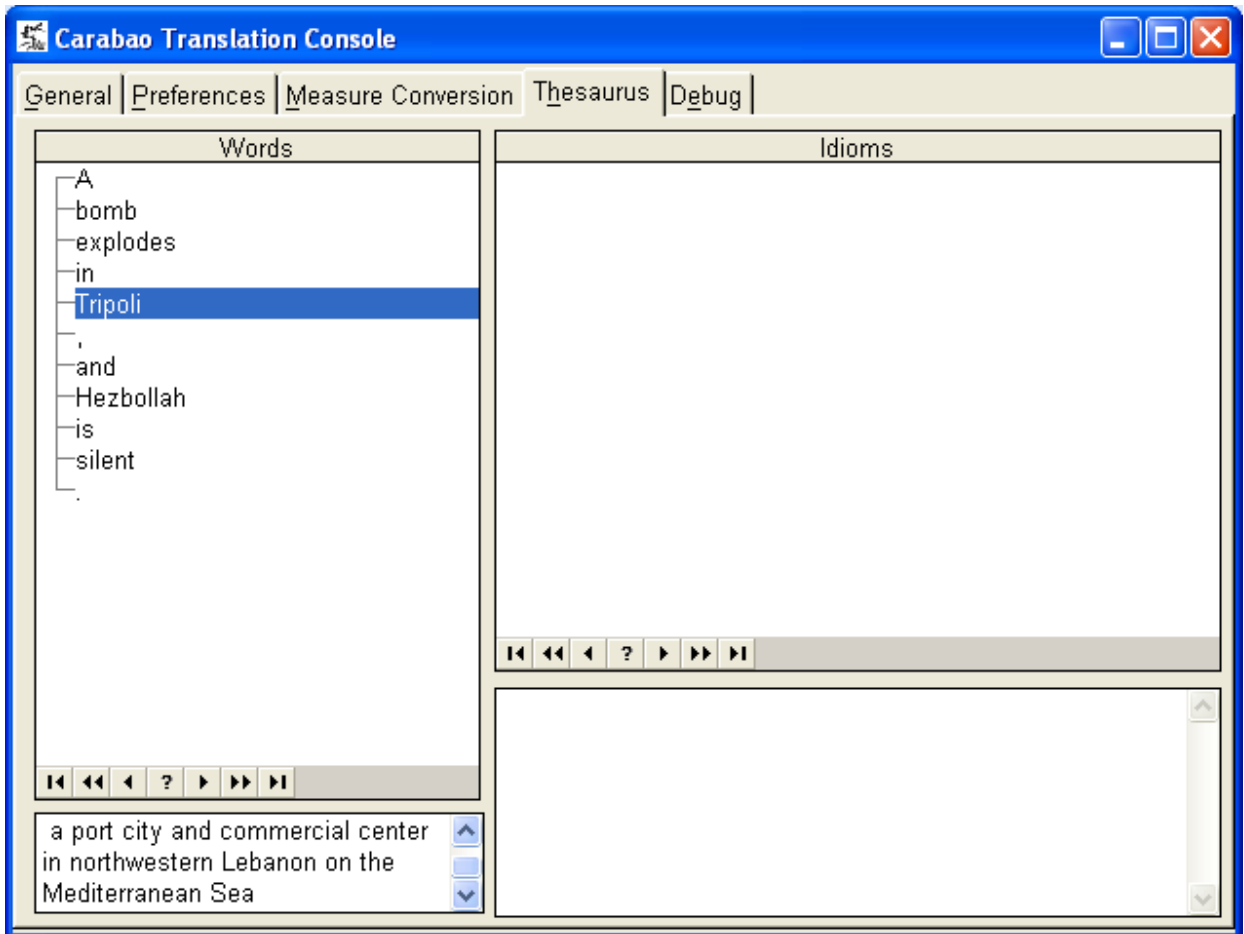 Carabao Translation Console
General Preferences Measure Conversion Thesaurus Debug
Words
A
bomb
explodes
in
Tripoli
,
and
Hezbollah
is
silent
.
Idioms
?
?
a port city and commercial center
in northwestern Lebanon on the
Mediterranean Sea